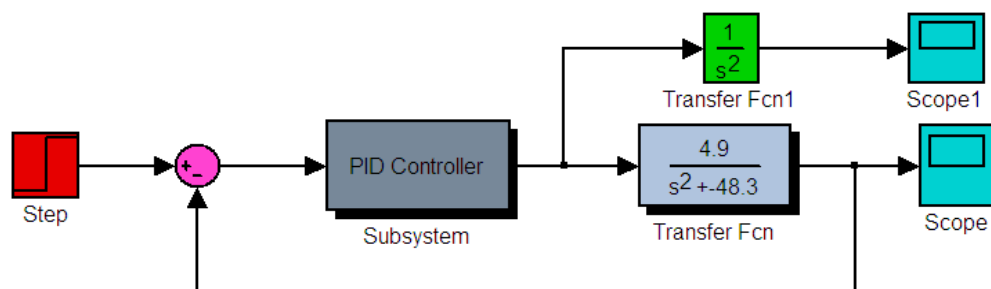 1
s2
Transfer Fcn1
Scope1
Step
+
-
PID Controller
Subsystem
4.9
s2+-48.3
Transfer Fcn
Scope